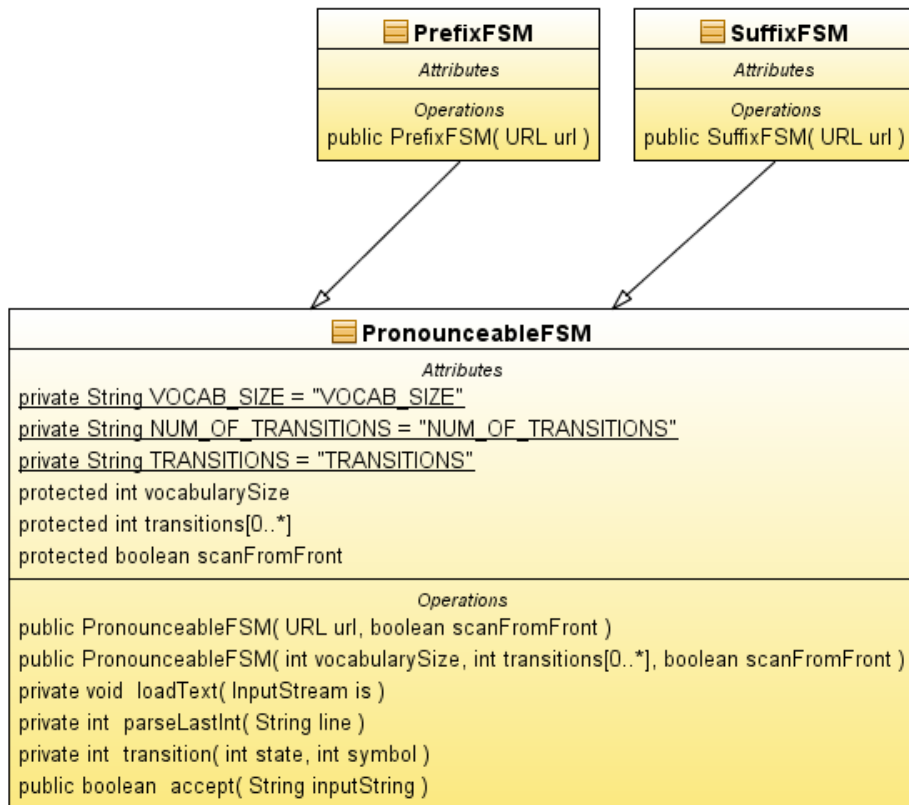 PrefixFSM
Attributes
Operations
public PrefixFSM( URL url )
SuffixFSM
Attributes
Operations
public SuffixFSM( URL url )
PronounceableFSM
Attributes
private String VOCAB_SIZE = "VOCAB_SIZE"
private String NUM_OF_TRANSITIONS = "NUM_OF_TRANSITIONS"
private String TRANSITIONS = "TRANSITIONS"
protected int vocabularySize
protected int transitions[0..*]
protected boolean scanFromFront
Operations
public PronounceableFSM( URL url, boolean scanFromFront )
public PronounceableFSM( int vocabularySize, int transitions[0..*], boolean scanFromFront )
private void loadText( InputStream is )
private int parseLastInt( String line )
private int transition( int state, int symbol )
public boolean accept( String inputString )